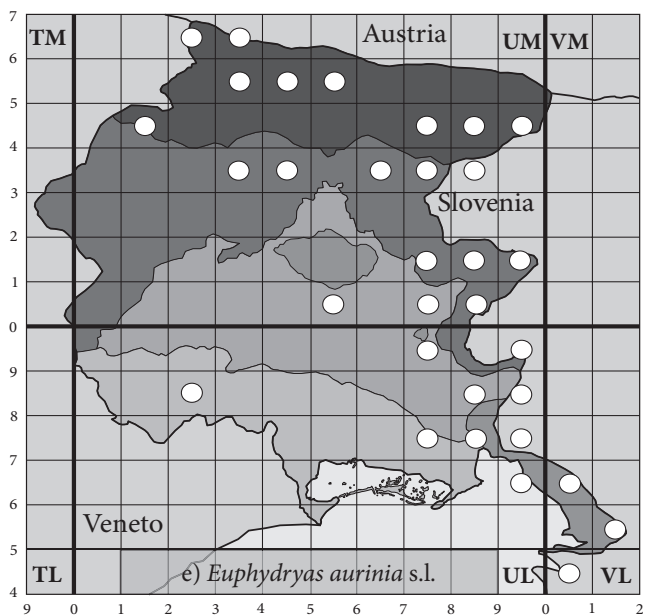 7
TM Austria UM VM
6
5
4
3
Slovenia
2
1
0
9
8
7
6
Veneto
5
TL e) Euphydryas aurinia s.l. UL VL
4
9 0 1 2 3 4 5 6 7 8 9 0 1 2